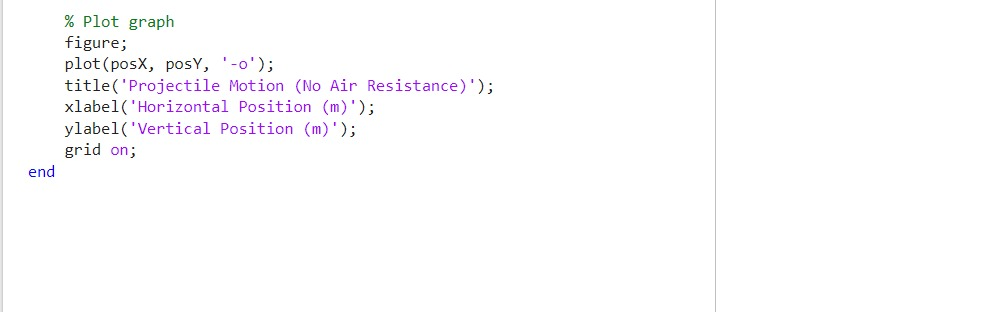 % Plot graph
figure;
plot(posX, posY, '-o');
title('Projectile Motion (No Air Resistance)');
xlabel('Horizontal Position (m)');
ylabel('Vertical Position (m)');
grid on;
end